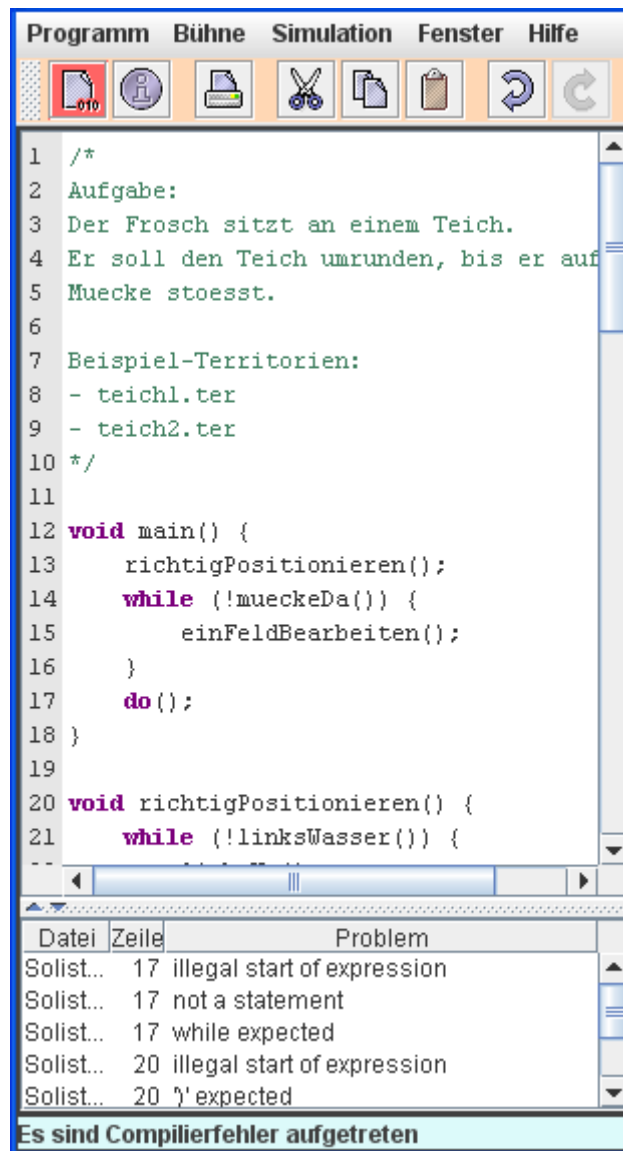 Programm Bühne Simulation Fenster Hilfe
010
1 /*
2 Aufgabe:
3 Der Frosch sitzt an einem Teich.
4 Er soll den Teich umrunden, bis er auf
5 Muecke stoesst.
6
7 Beispiel-Territorien:
8 - teich1.ter
9 - teich2.ter
10 */
11
12 void main() {
13 richtigPositionieren();
14 while (!mueckeDa()) {
15 einFeldBearbeiten();
16 }
17 do();
18 }
19
20 void richtigPositionieren() {
21 while (!linksWasser()) {
Datei Zeile Problem
Solist... 17 illegal start of expression
Solist... 17 not a statement
Solist... 17 while expected
Solist... 20 illegal start of expression
Solist... 20 ')' expected
Es sind Compilierfehler aufgetreten